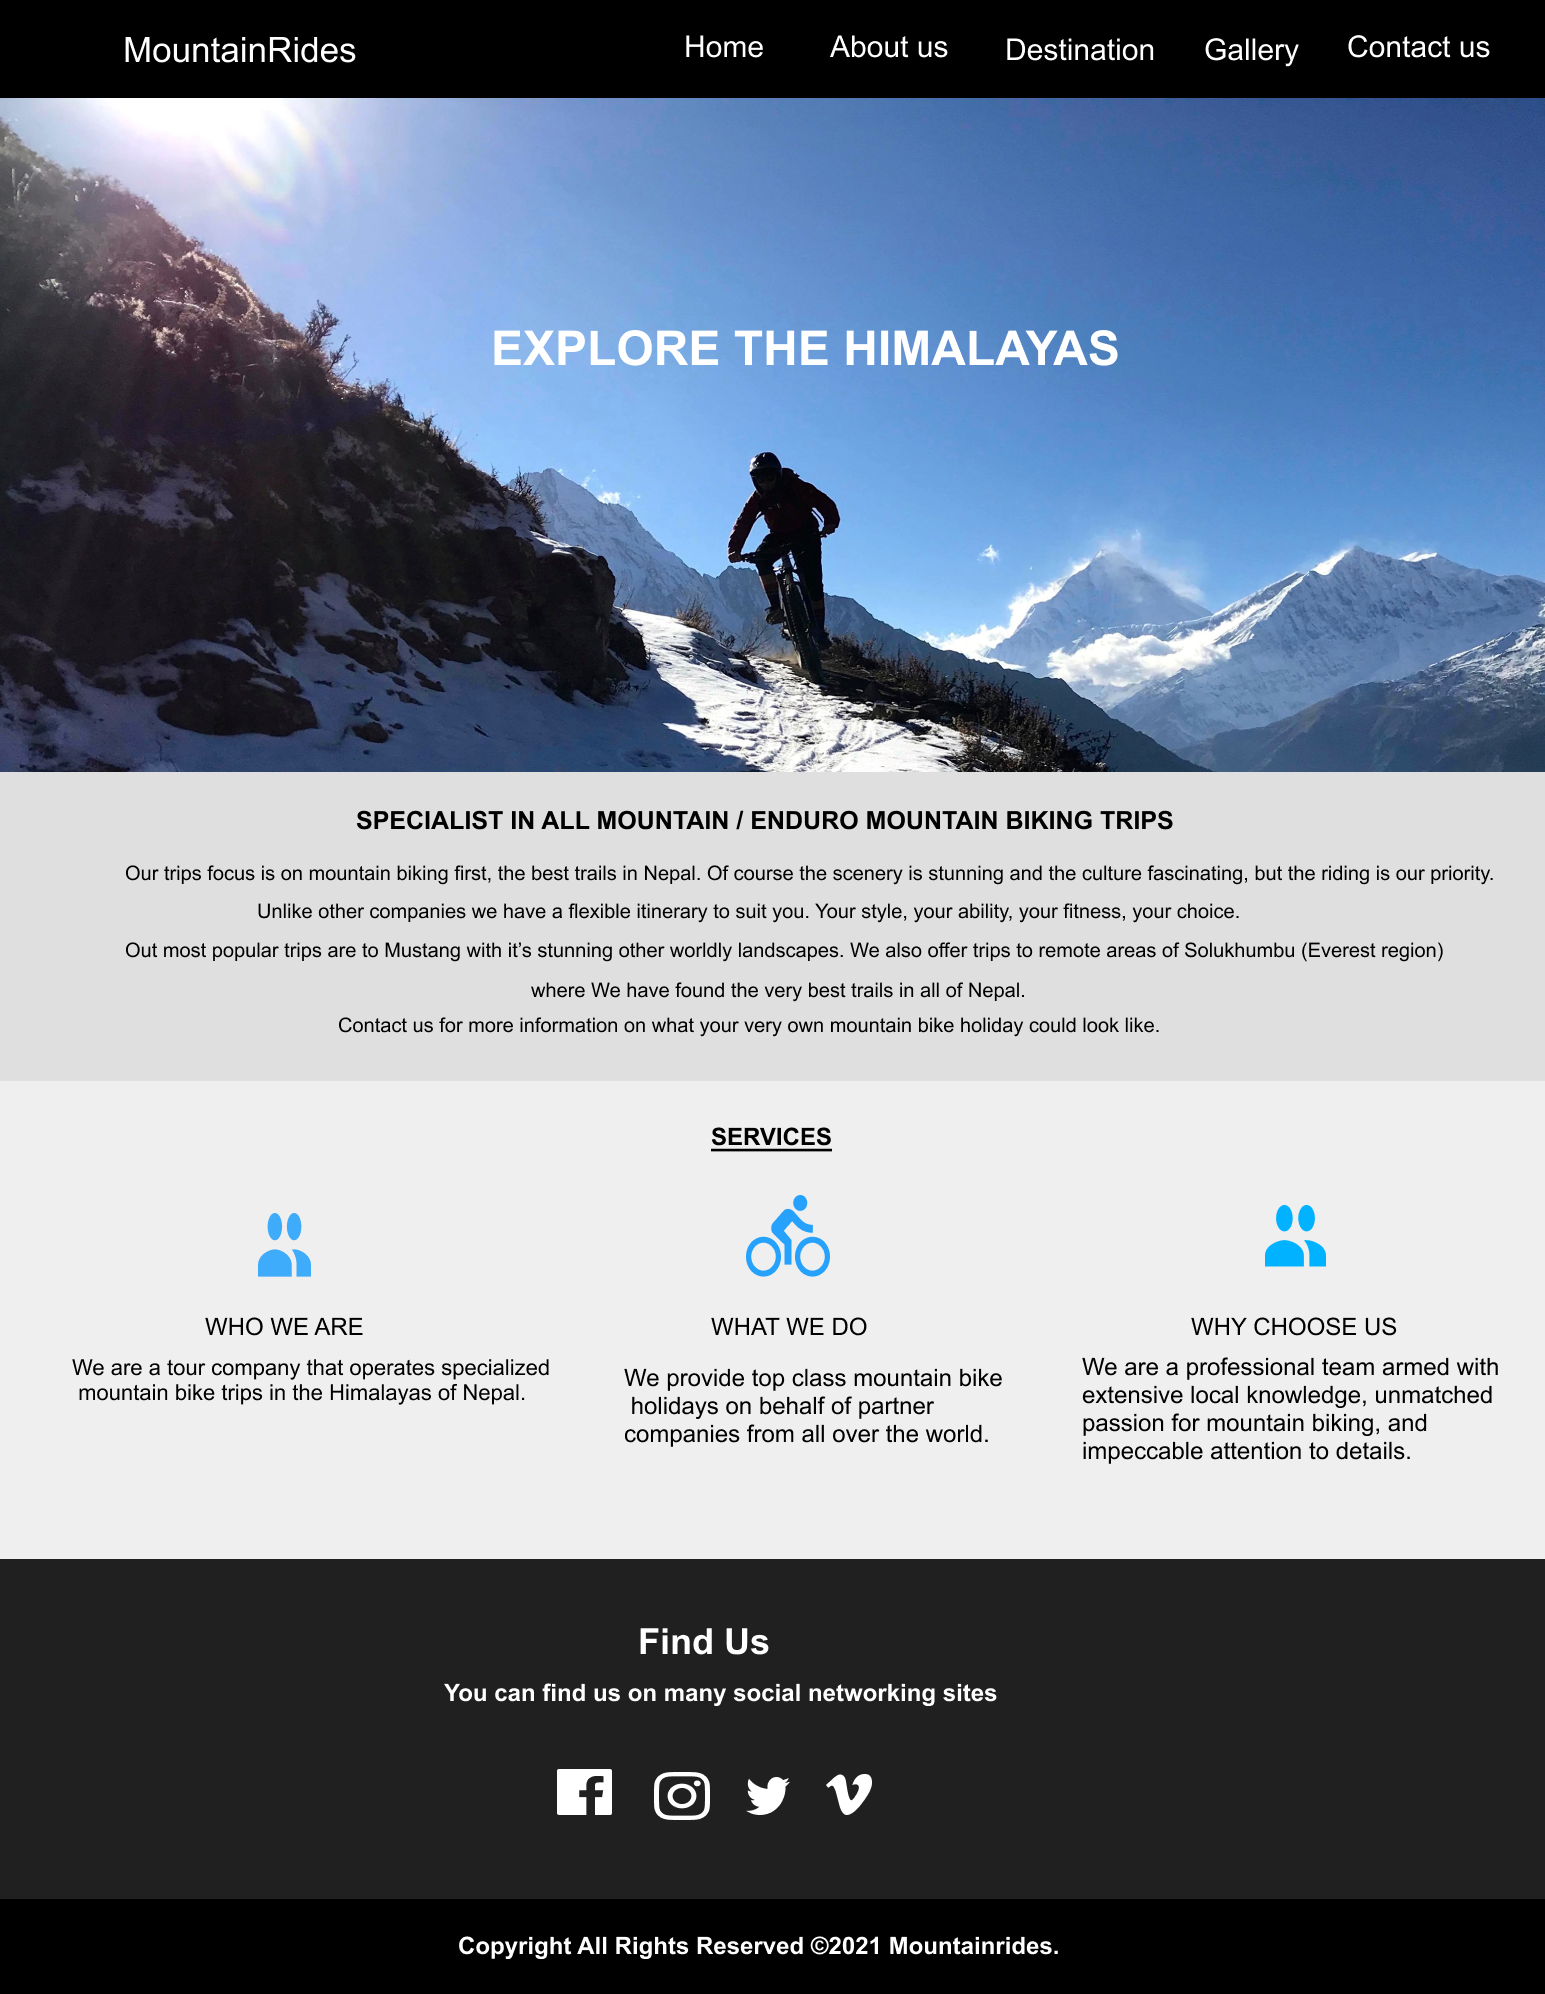 MountainRides
Home About us Destination Gallery Contact us
EXPLORE THE HIMALAYAS
SPECIALIST IN ALL MOUNTAIN / ENDURO MOUNTAIN BIKING TRIPS
Our trips focus is on mountain biking first, the best trails in Nepal. Of course the scenery is stunning and the culture fascinating, but the riding is our priority.
Unlike other companies we have a flexible itinerary to suit you. Your style, your ability, your fitness, your choice.
Out most popular trips are to Mustang with it’s stunning other worldly landscapes. We also offer trips to remote areas of Solukhumbu (Everest region)
where We have found the very best trails in all of Nepal.
Contact us for more information on what your very own mountain bike holiday could look like.
SERVICES
WHO WE ARE
We are a tour company that operates specialized
mountain bike trips in the Himalayas of Nepal.
WHAT WE DO
We provide top class mountain bike
holidays on behalf of partner
companies from all over the world.
WHY CHOOSE US
We are a professional team armed with
extensive local knowledge, unmatched
passion for mountain biking, and
impeccable attention to details.
Find Us
You can find us on many social networking sites
Copyright All Rights Reserved ©2021 Mountainrides.